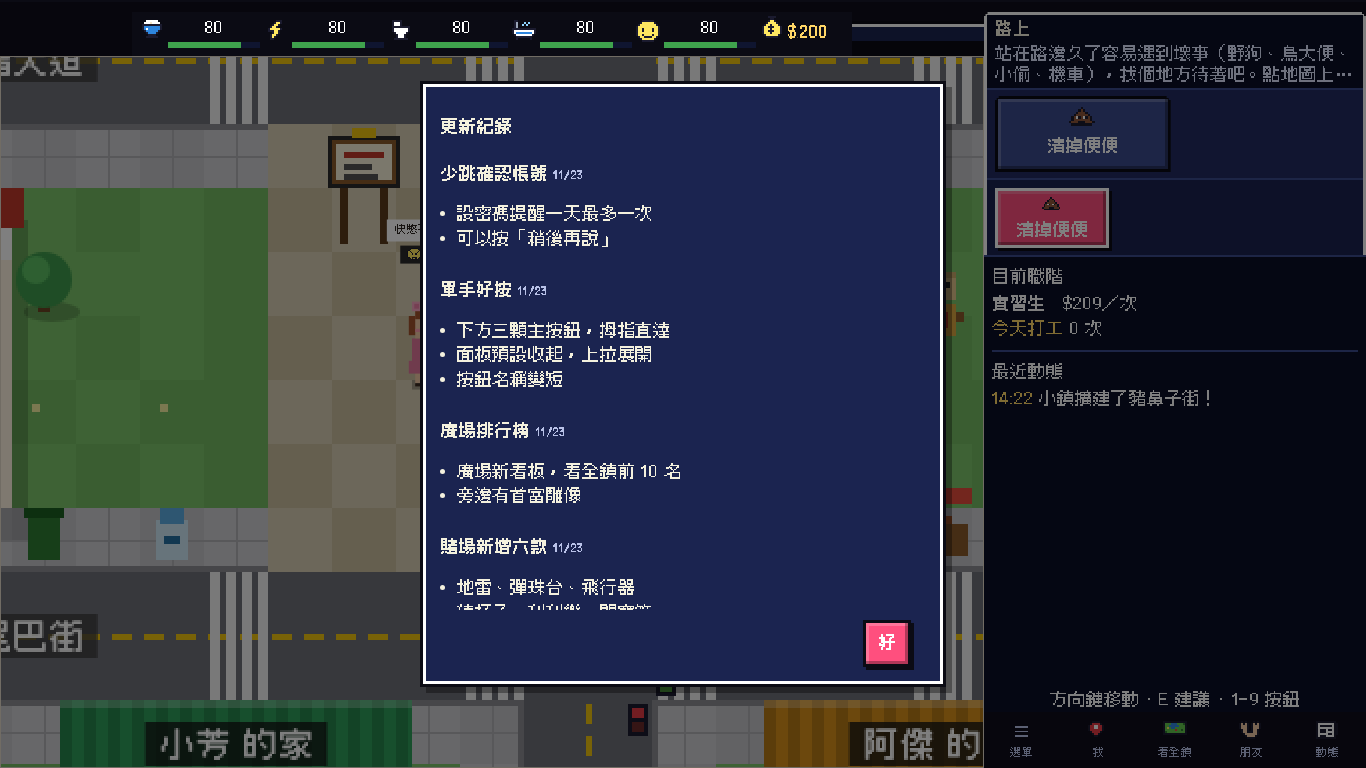 80 80 80 80 80 $200
更新紀錄
少跳確認帳號 11/23
• 設密碼提醒一天最多一次
• 可以按「稍後再說」
單手好按 11/23
• 下方三顆主按鈕，拇指直達
• 面板預設收起，上拉展開
• 按鈕名稱變短
廣場排行榜 11/23
• 廣場新看板，看全鎮前 10 名
• 旁邊有首富雕像
賭場新增六款 11/23
• 地雷、彈珠台、飛行器
好
路上
站在路邊久了容易遇到壞事（野狗、鳥大便、
小偷、機車），找個地方待著吧。點地圖上…
清掉便便
清掉便便
目前職階
實習生 $209／次
今天打工 0 次
最近動態
14:22 小鎮擴建了豬鼻子街！
方向鍵移動 · E 建議 · 1-9 按鈕
選單
我
看全鎮
朋友
動態
尾巴街
小芳 的家
阿傑 的